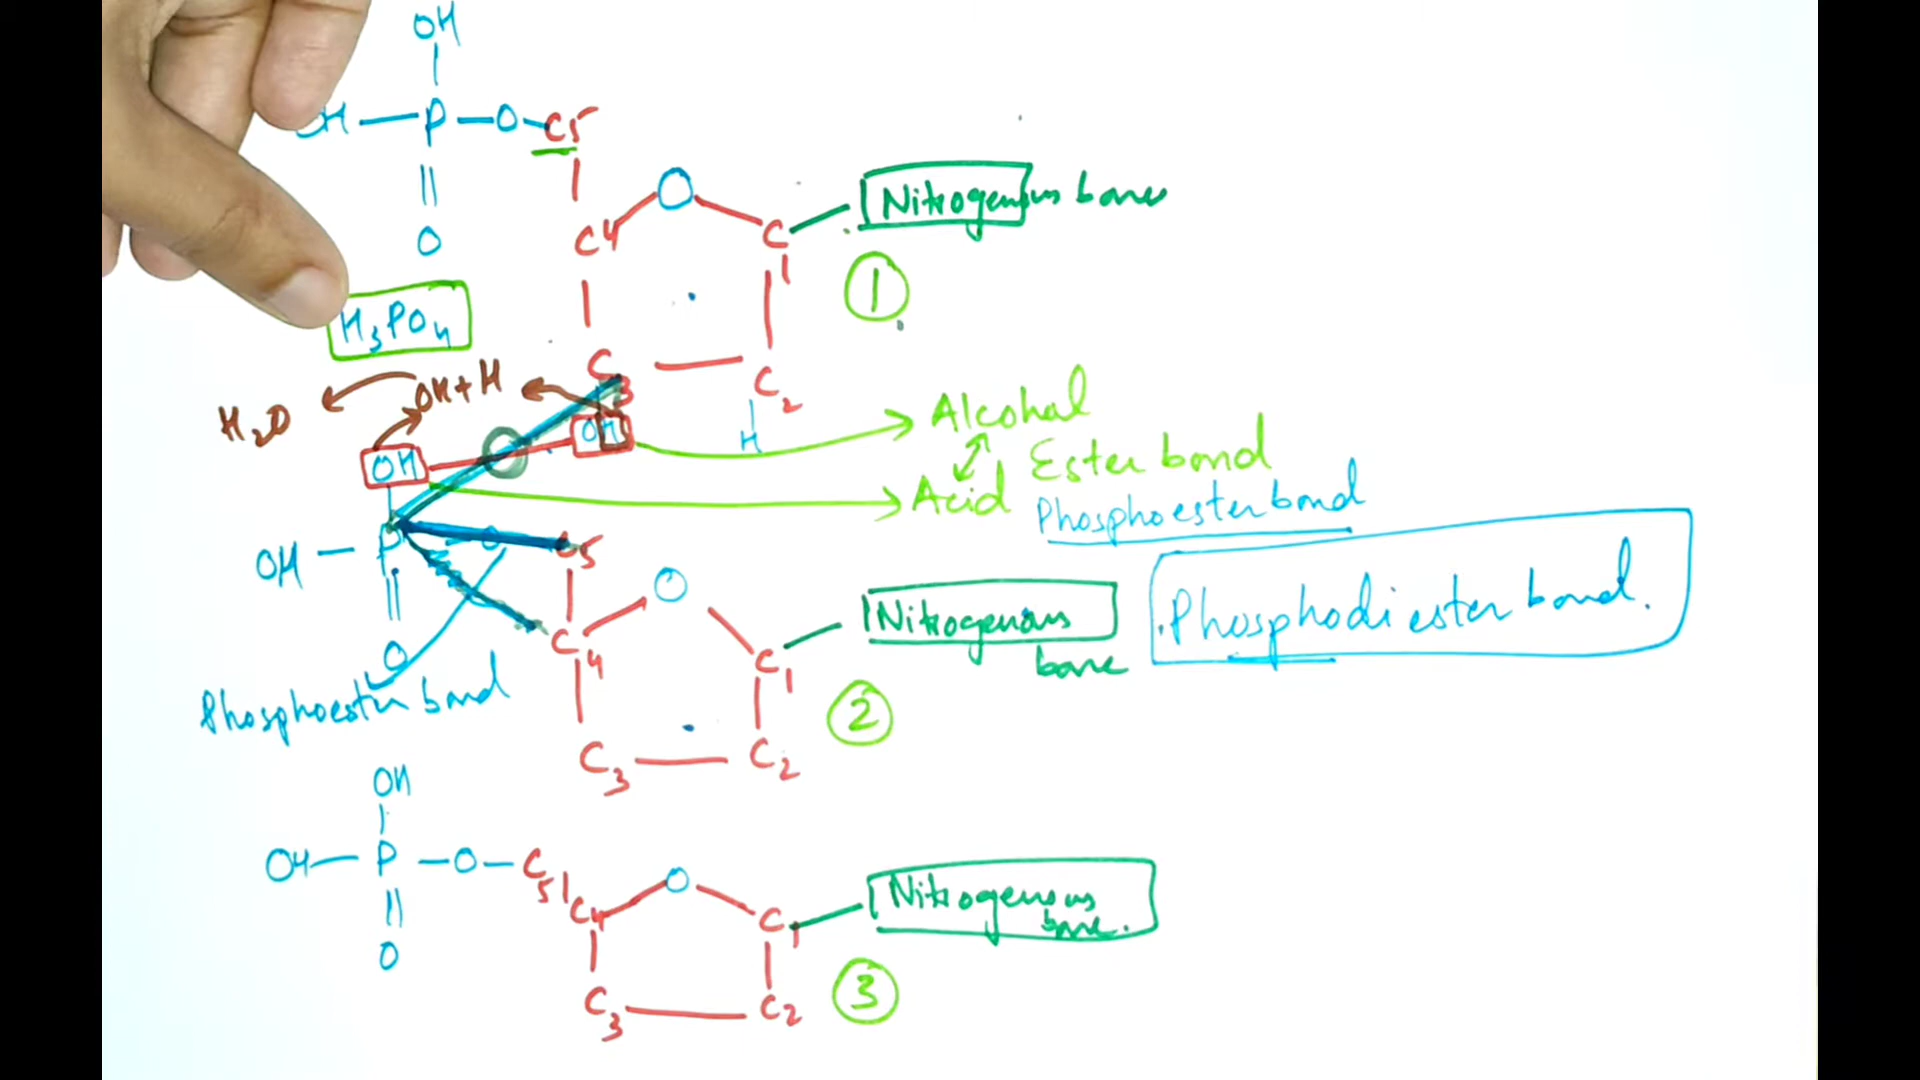 OH
OH — P — O — C5
||
O
O
C4
C1
Nitrogenous base
1
H3PO4
C3
C2
H
OH + H
H2O
OH
OH
Alcohal
Acid
Ester bond
Phosphoester bond
Phosphodiester bond.
OH — P
O
C5
||
O
O
C4
C1
Nitrogenous
base
2
C3
C2
Phosphoester bond
OH
OH — P — O — C5
||
O
O
C4
C1
Nitrogenous
base.
3
C3
C2